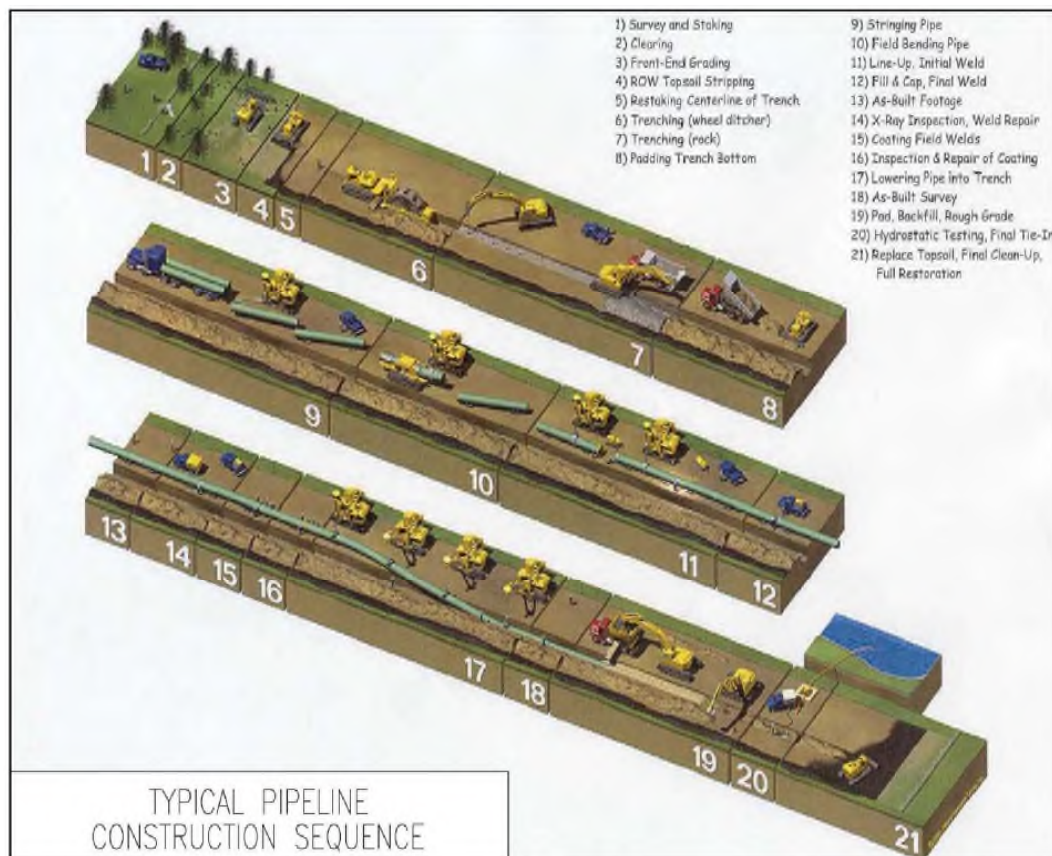 1) Survey and Staking
2) Clearing
3) Front-End Grading
4) ROW Topsoil Stripping
5) Restaking Centerline of Trench
6) Trenching (wheel ditcher)
7) Trenching (rock)
8) Padding Trench Bottom
9) Stringing Pipe
10) Field Bending Pipe
11) Line-Up, Initial Weld
12) Fill & Cap, Final Weld
13) As-Built Footage
14) X-Ray Inspection, Weld Repair
15) Coating Field Welds
16) Inspection & Repair of Coating
17) Lowering Pipe into Trench
18) As-Built Survey
19) Pad, Backfill, Rough Grade
20) Hydrostatic Testing, Final Tie-In
21) Replace Topsoil, Final Clean-Up,
Full Restoration
1 2 3 4 5 6 7 8
9 10 11 12
13 14 15 16 17 18 19 20 21
TYPICAL PIPELINE
CONSTRUCTION SEQUENCE